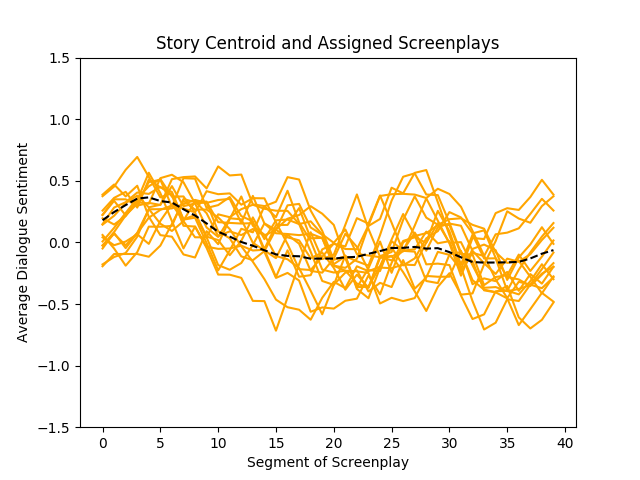 Story Centroid and Assigned Screenplays
1.5
1.0
0.5
0.0
−0.5
−1.0
−1.5
Average Dialogue Sentiment
0 5 10 15 20 25 30 35 40
Segment of Screenplay